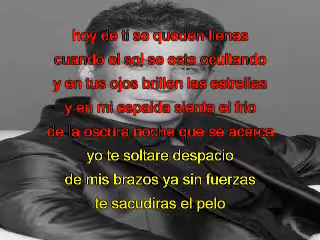 hoy de ti se quedan llenas
cuando el sol se este ocultando
y en tus ojos brillen las estrellas
y en mi espalda sienta el frio
de la oscura noche que se acerca
yo te soltare despacio
de mis brazos ya sin fuerzas
te sacudiras el pelo